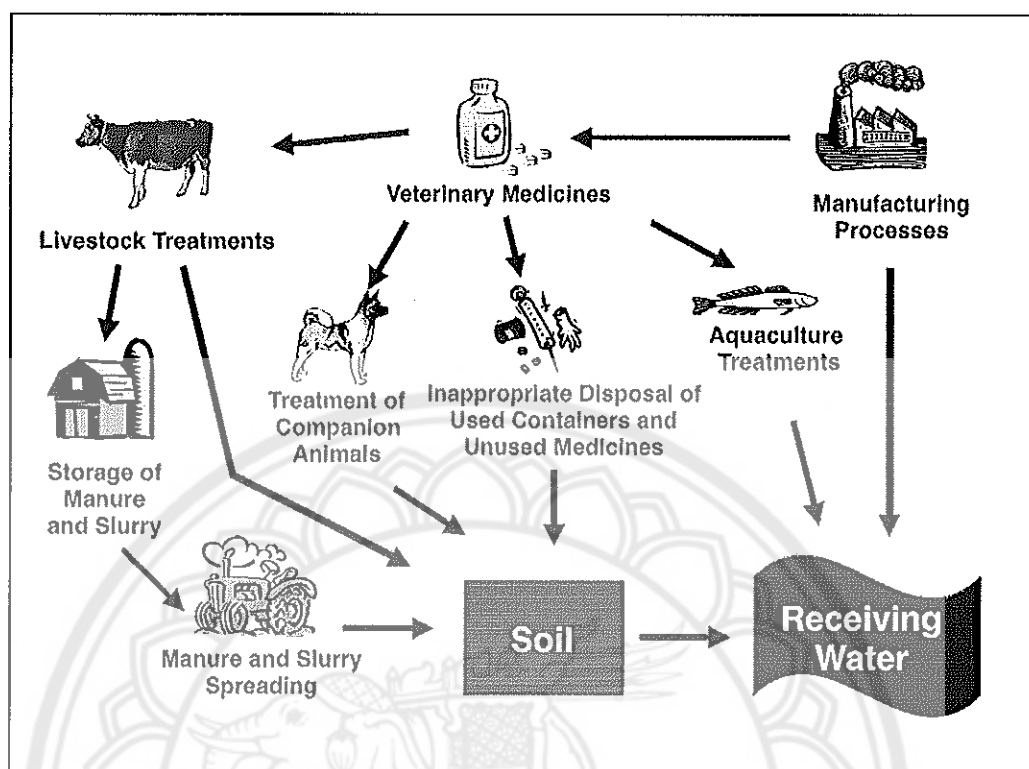 Veterinary Medicines
Manufacturing
Processes
Livestock Treatments
Aquaculture
Treatments
Treatment of
Companion
Animals
Inappropriate Disposal of
Used Containers and
Unused Medicines
Storage of
Manure
and Slurry
Manure and Slurry
Spreading
Soil
Receiving
Water